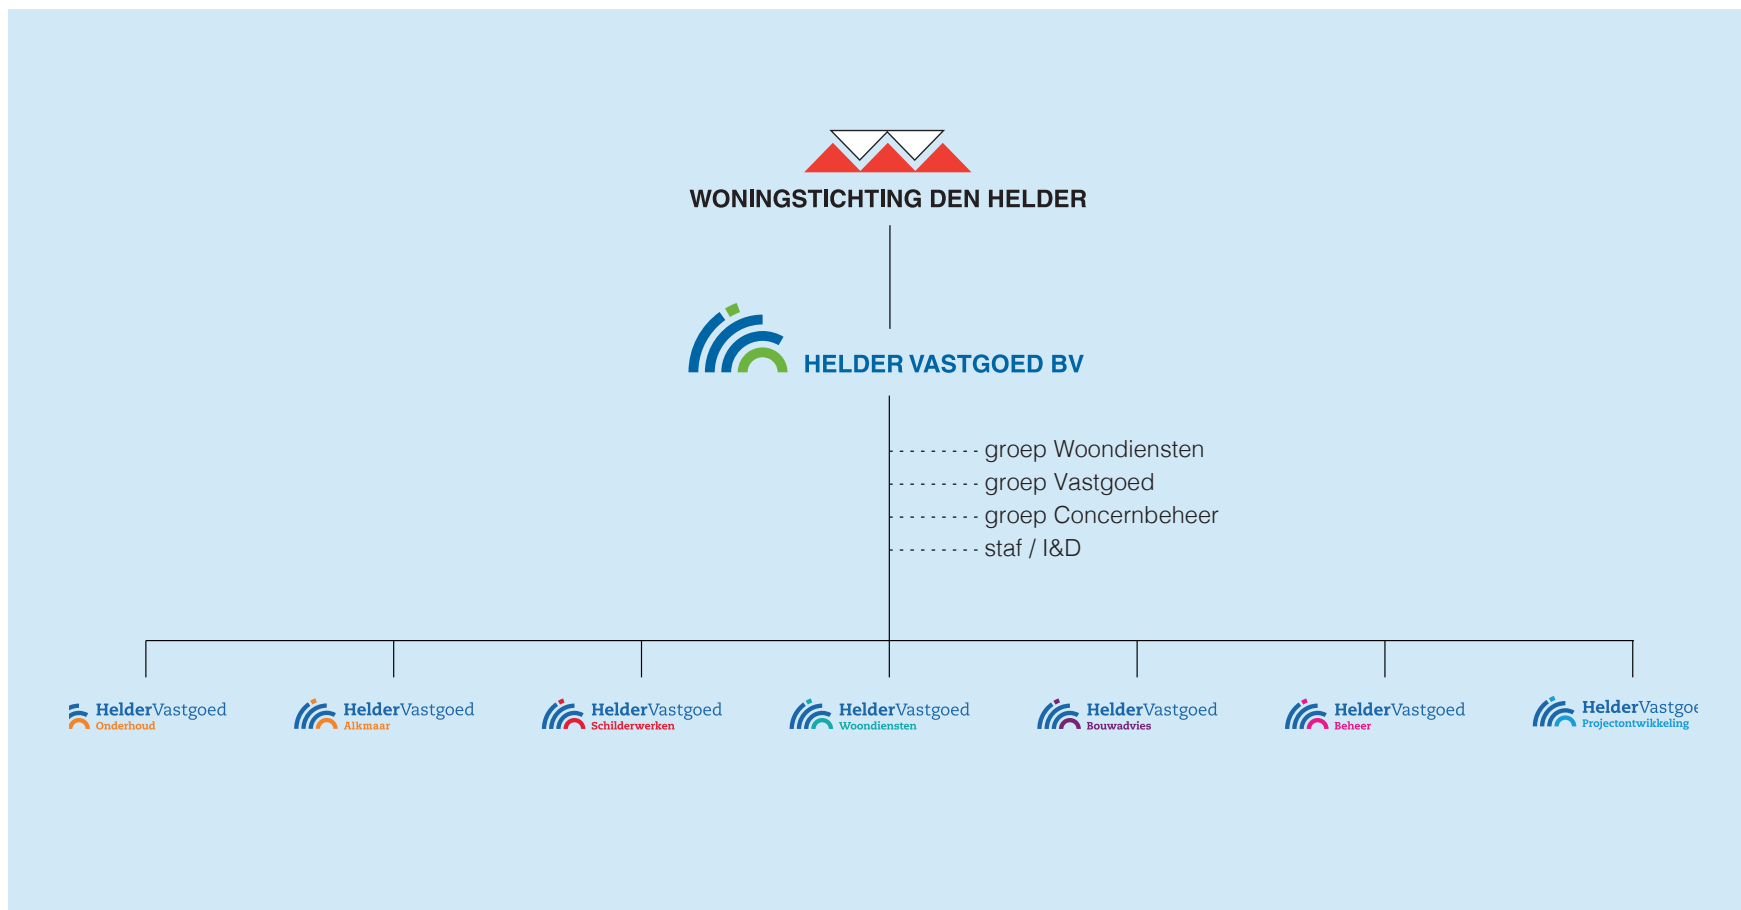 WONINGSTICHTING DEN HELDER
HELDER VASTGOED BV
groep Woondiensten
groep Vastgoed
groep Concernbeheer
staf / I&D
HelderVastgoed
Onderhoud
HelderVastgoed
Alkmaar
HelderVastgoed
Schilderwerken
HelderVastgoed
Woondiensten
HelderVastgoed
Bouwadvies
HelderVastgoed
Beheer
HelderVastgoe
Projectontwikkeling